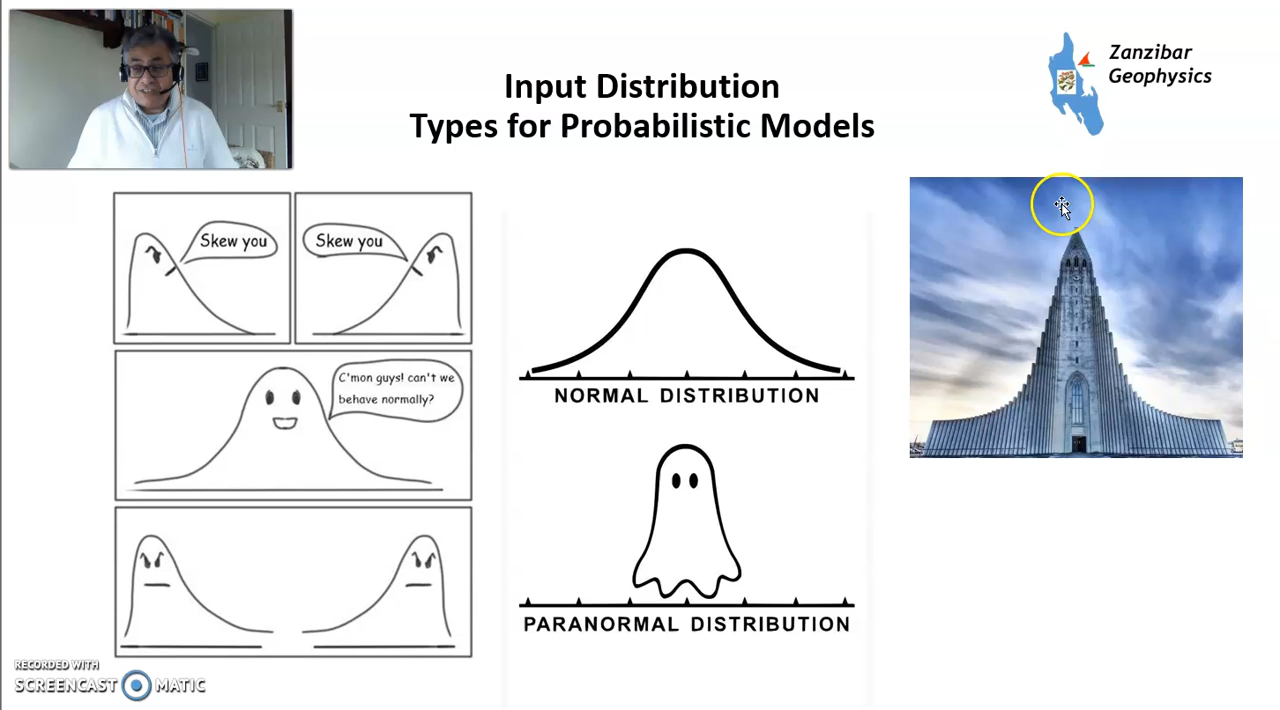 Input Distribution
Types for Probabilistic Models
Zanzibar
Geophysics
Skew you
Skew you
C'mon guys! can't we
behave normally?
NORMAL DISTRIBUTION
PARANORMAL DISTRIBUTION
RECORDED WITH
SCREENCAST MATIC